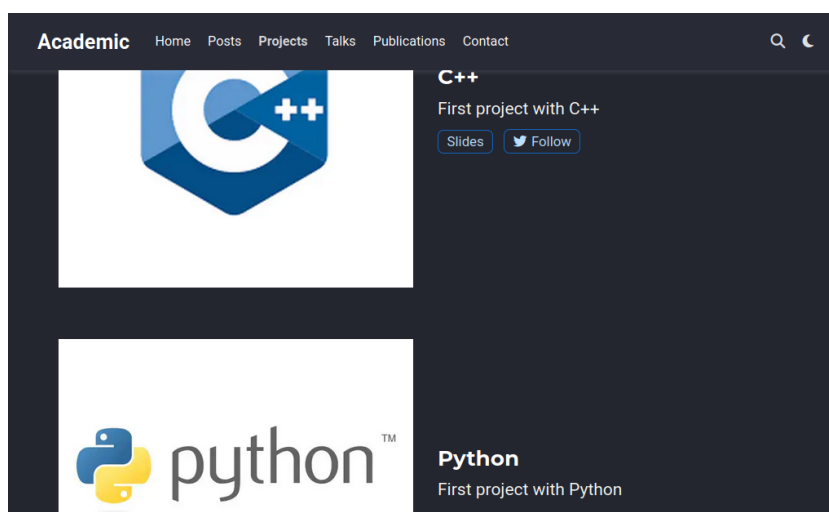 Academic Home Posts Projects Talks Publications Contact
C ++
C++
First project with C++
Slides Follow
python™
Python
First project with Python